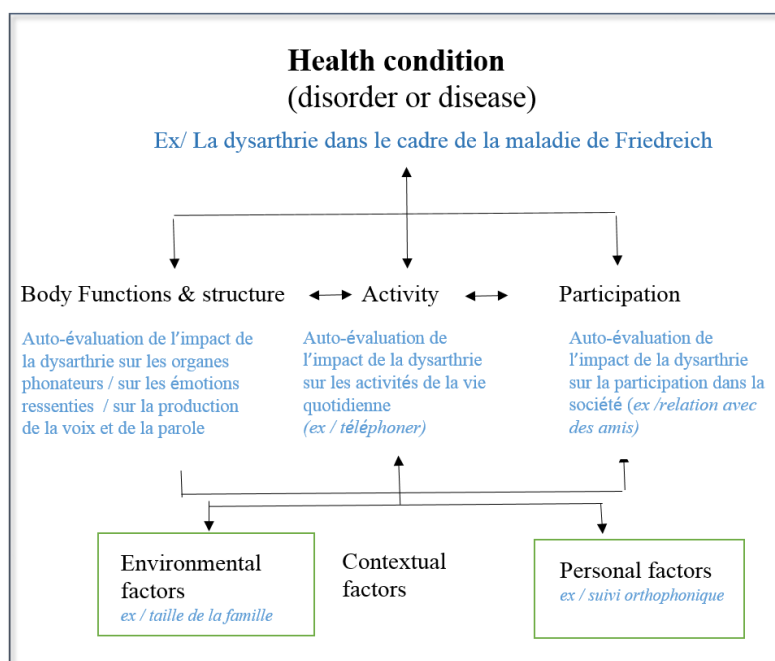 Health condition
(disorder or disease)
Ex/ La dysarthrie dans le cadre de la maladie de Friedreich
Body Functions & structure
Activity
Participation
Auto-évaluation de l'impact de
la dysarthrie sur les organes
phonateurs / sur les émotions
ressenties / sur la production
de la voix et de la parole
Auto-évaluation de
l'impact de la dysarthrie
sur les activités de la vie
quotidienne
(ex / téléphoner)
Auto-évaluation de
l'impact de la dysarthrie
sur la participation dans la
société (ex /relation avec
des amis)
Environmental
factors
ex / taille de la famille
Contextual
factors
Personal factors
ex / suivi orthophonique